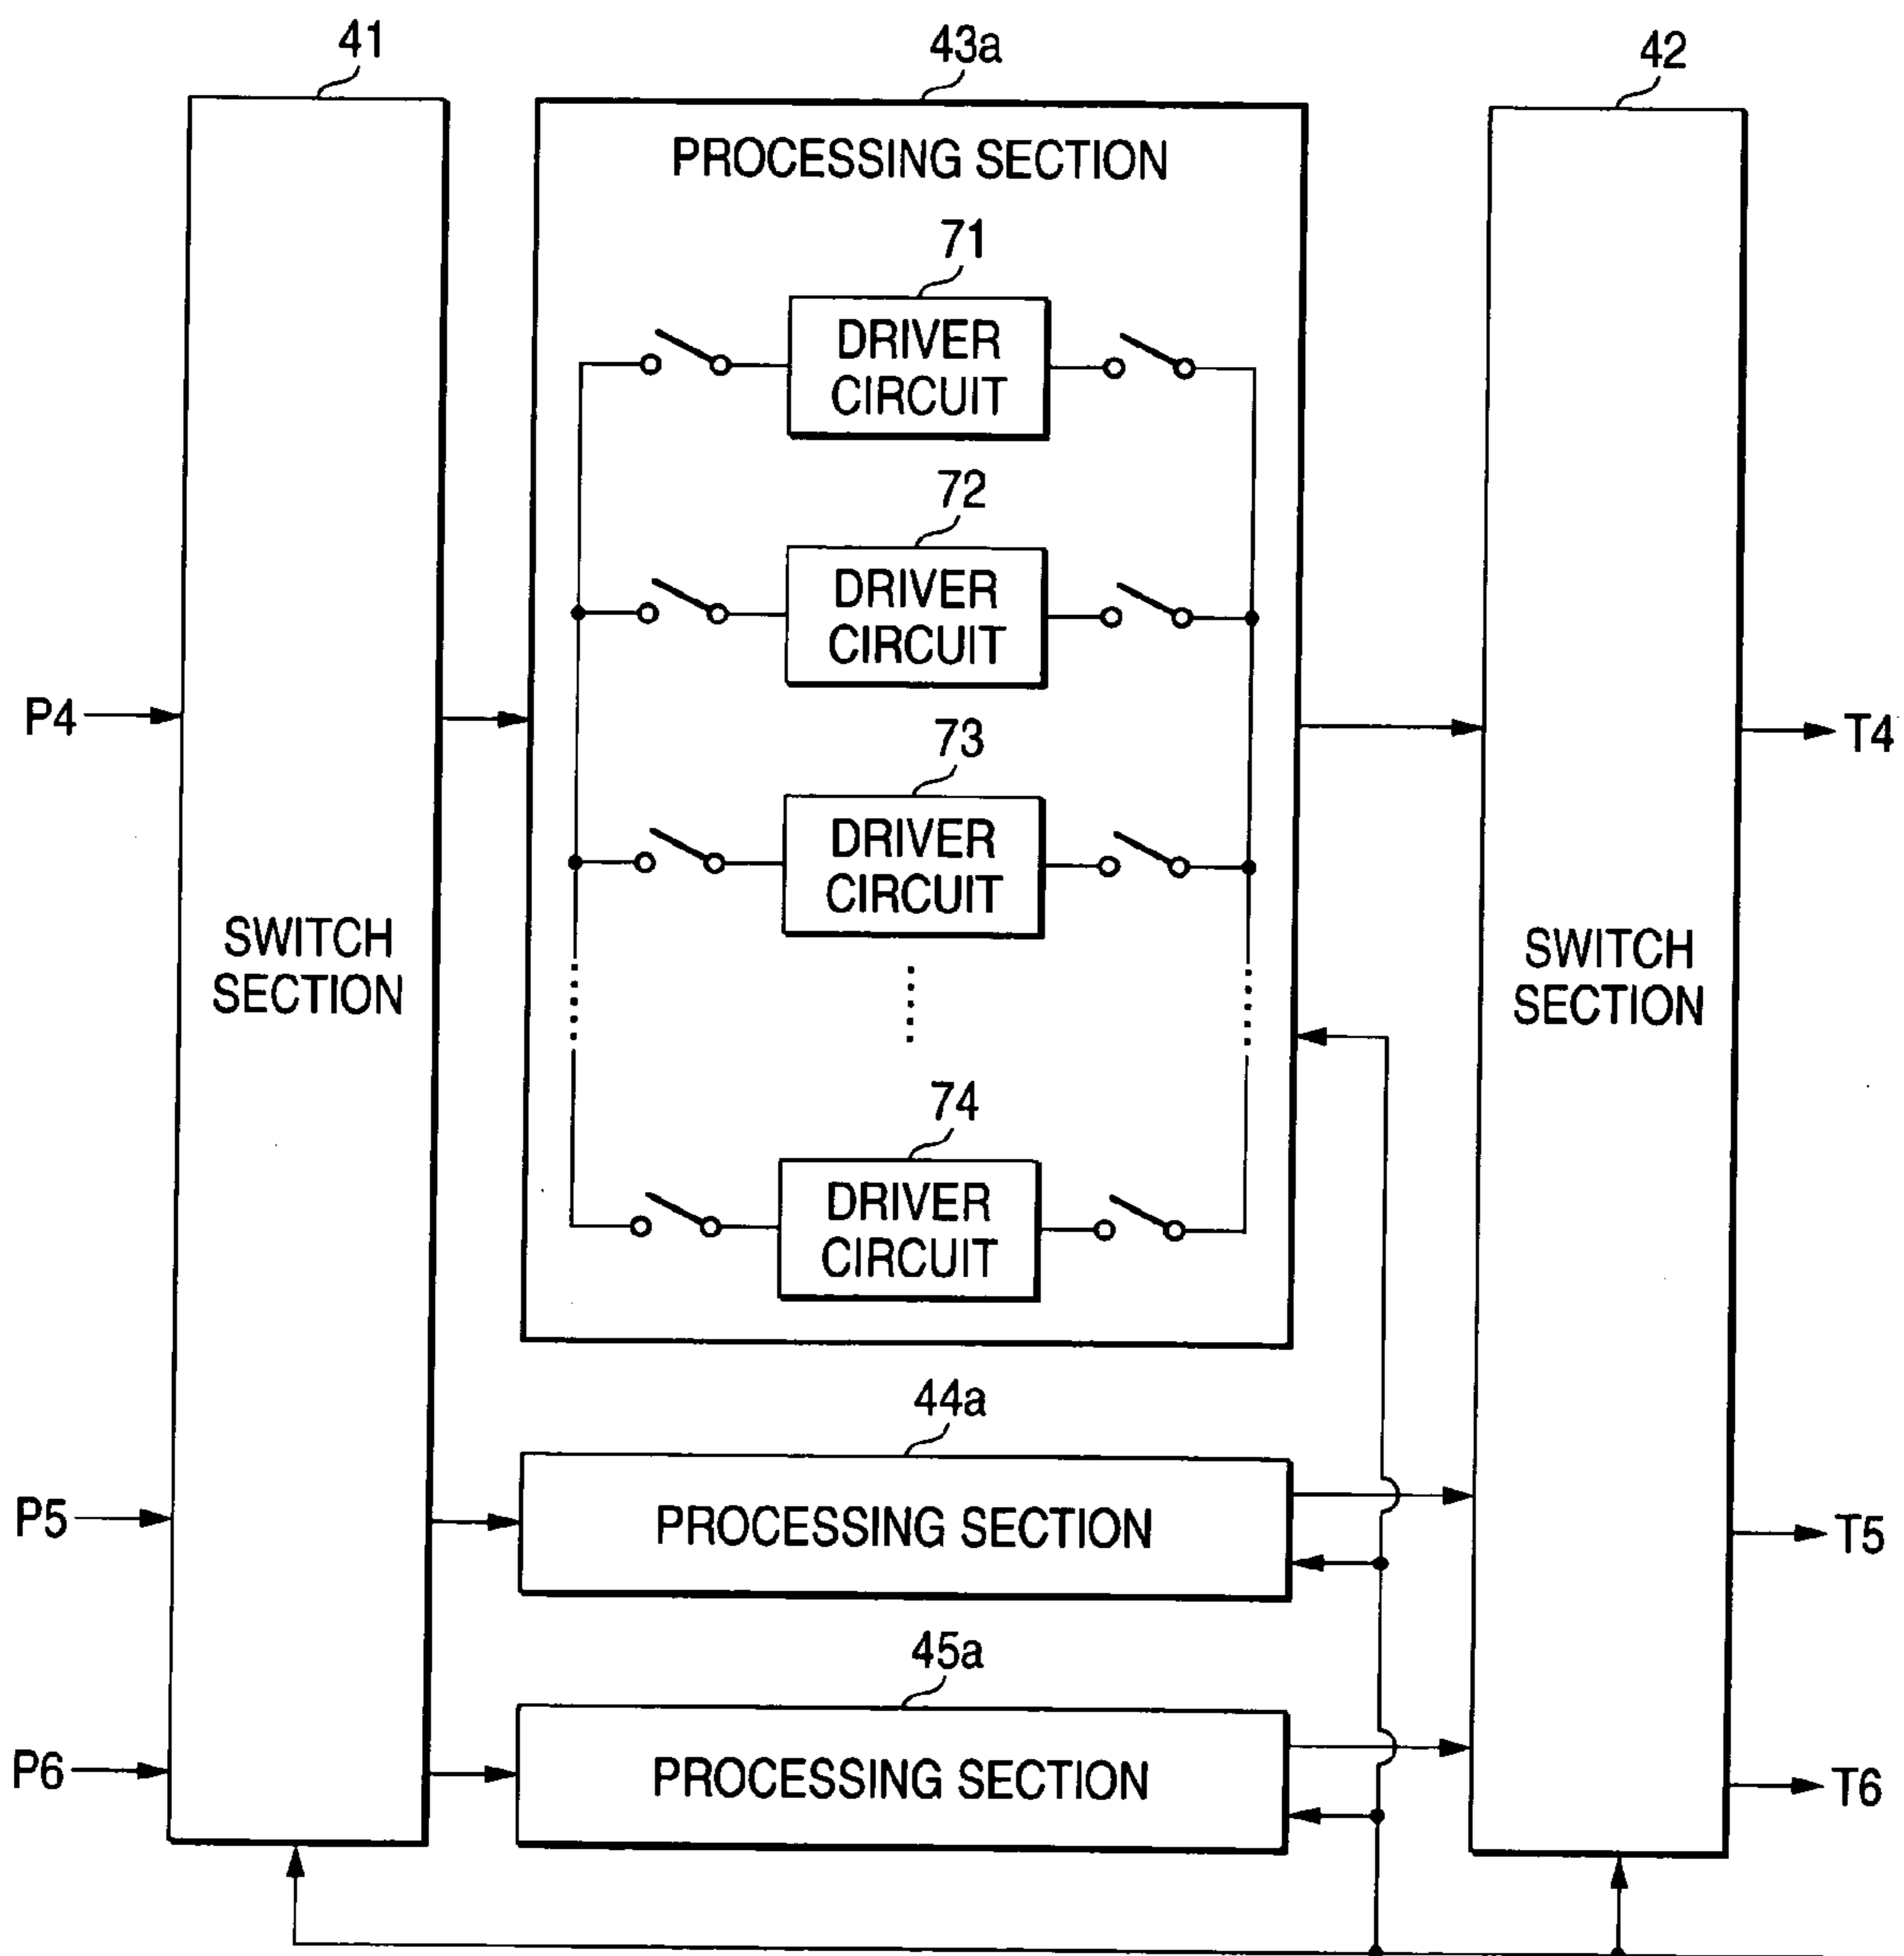 41
43a
42
PROCESSING SECTION
71
DRIVER
CIRCUIT
72
DRIVER
CIRCUIT
P4
T4
73
DRIVER
CIRCUIT
SWITCH
SECTION
SWITCH
SECTION
74
DRIVER
CIRCUIT
44a
P5
PROCESSING SECTION
T5
45a
P6
PROCESSING SECTION
T6